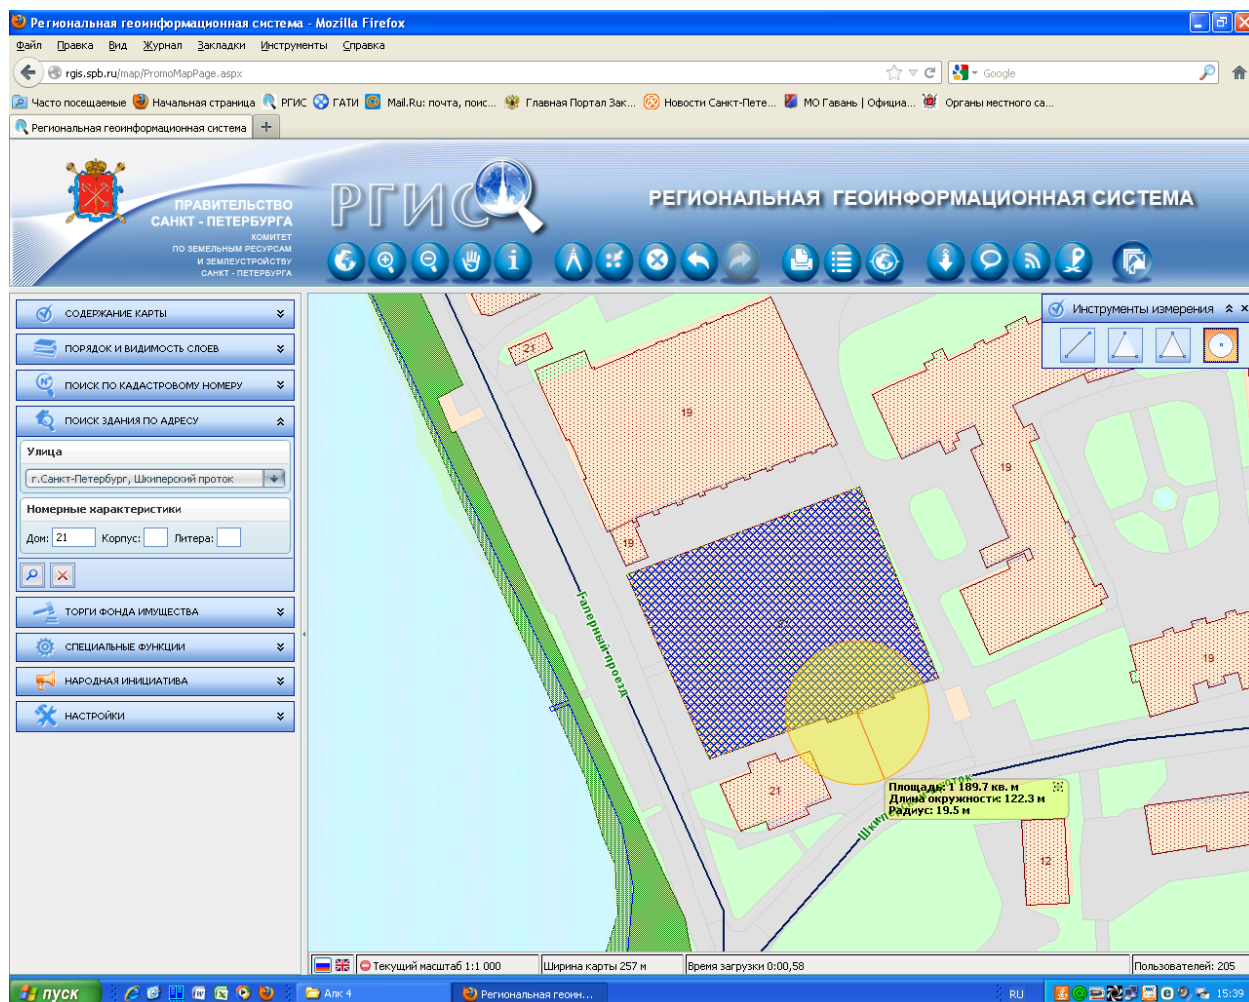 Региональная геоинформационная система - Mozilla Firefox
Файл Правка Вид Журнал Закладки Инструменты Справка
rgis.spb.ru/map/PromoMapPage.aspx
Google
Часто посещаемые Начальная страница РГИС ГАТИ Mail.Ru: почта, поис... Главная Портал Зак... Новости Санкт-Пете... МО Гавань | Официа... Органы местного са...
Региональная геоинформационная система
ПРАВИТЕЛЬСТВО
САНКТ - ПЕТЕРБУРГА
КОМИТЕТ
ПО ЗЕМЕЛЬНЫМ РЕСУРСАМ
И ЗЕМЛЕУСТРОЙСТВУ
САНКТ - ПЕТЕРБУРГА
РГИС
РЕГИОНАЛЬНАЯ ГЕОИНФОРМАЦИОННАЯ СИСТЕМА
СОДЕРЖАНИЕ КАРТЫ
ПОРЯДОК И ВИДИМОСТЬ СЛОЕВ
ПОИСК ПО КАДАСТРОВОМУ НОМЕРУ
ПОИСК ЗДАНИЯ ПО АДРЕСУ
Улица
г.Санкт-Петербург, Шкиперский проток
Номерные характеристики
Дом: 21 Корпус: Литера:
ТОРГИ ФОНДА ИМУЩЕСТВА
СПЕЦИАЛЬНЫЕ ФУНКЦИИ
НАРОДНАЯ ИНИЦИАТИВА
НАСТРОЙКИ
Инструменты измерения
21
19
19
19
Галерный проезд
19
21
Площадь: 1 189.7 кв. м
Длина окружности: 122.3 м
Радиус: 19.5 м
12
Текущий масштаб 1:1 000 Ширина карты 257 м Время загрузки 0:00,58 Пользователей: 205
пуск Алк 4 Региональная геоин... RU 15:39